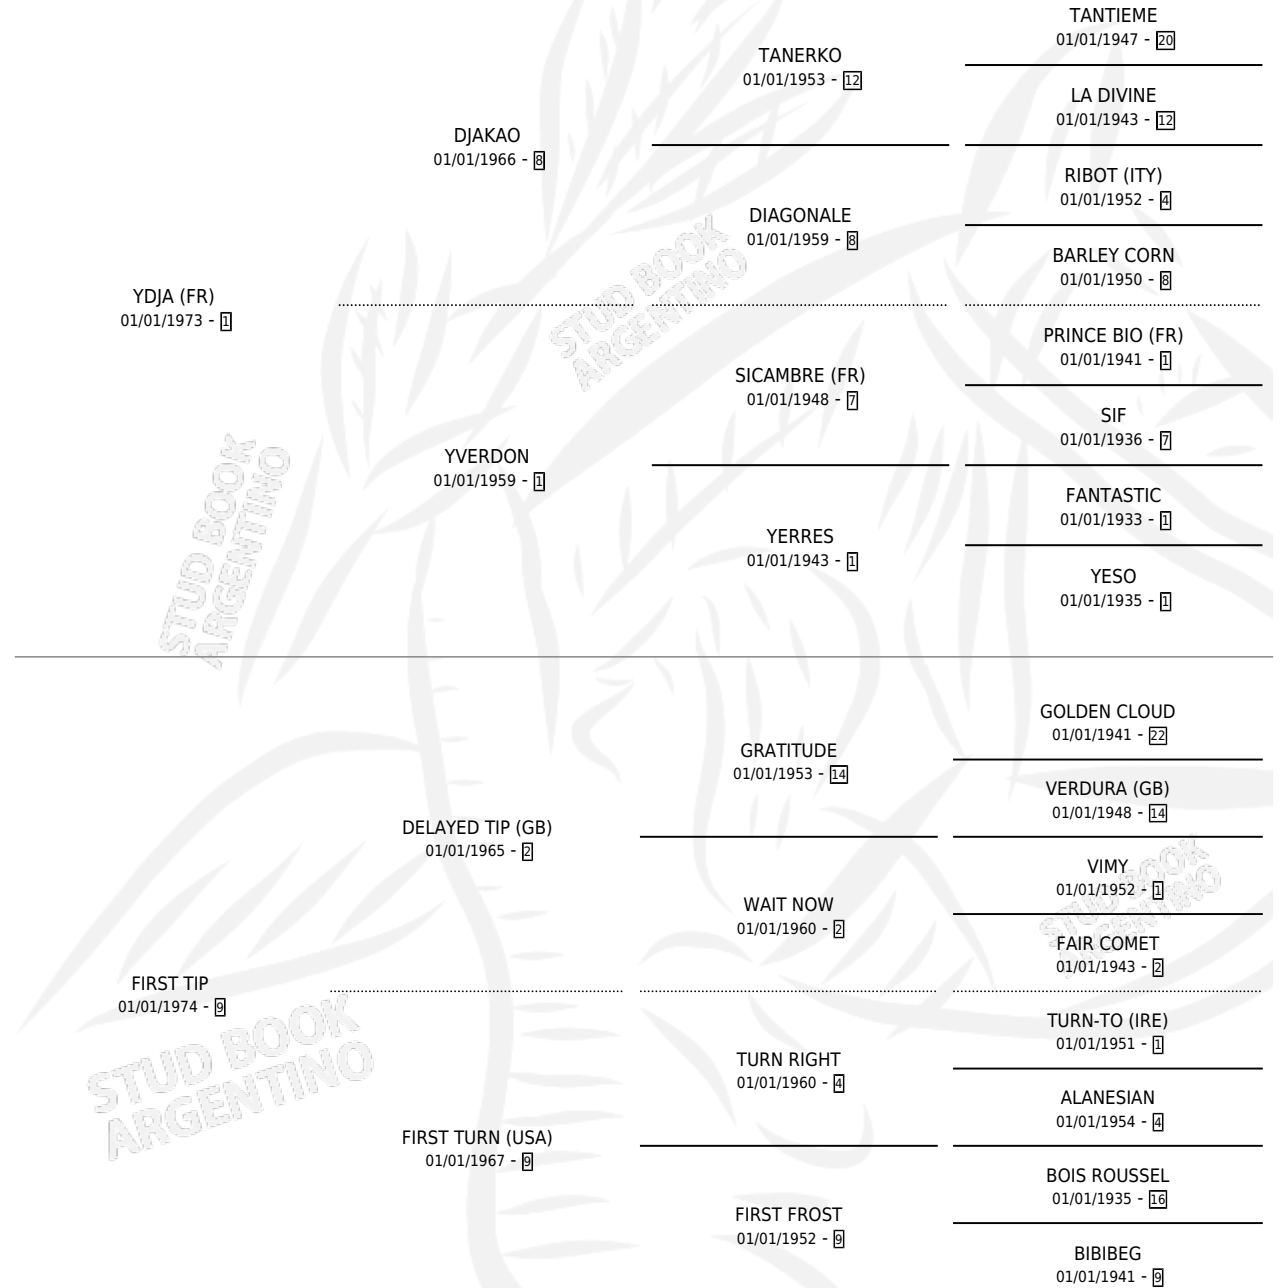 TANTIEME
01/01/1947 - 20
TANERKO
01/01/1953 - 12
LA DIVINE
01/01/1943 - 12
DJAKAO
01/01/1966 - 8
RIBOT (ITY)
01/01/1952 - 4
DIAGONALE
01/01/1959 - 8
BARLEY CORN
01/01/1950 - 8
YDJA (FR)
01/01/1973 - 1
PRINCE BIO (FR)
01/01/1941 - 1
SICAMBRE (FR)
01/01/1948 - 7
SIF
01/01/1936 - 7
YVERDON
01/01/1959 - 1
FANTASTIC
01/01/1933 - 1
YERRES
01/01/1943 - 1
YESO
01/01/1935 - 1
STUD BOOK
ARGENTINO
STUD BOOK
ARGENTINO
GOLDEN CLOUD
01/01/1941 - 22
GRATITUDE
01/01/1953 - 14
VERDURA (GB)
01/01/1948 - 14
DELAYED TIP (GB)
01/01/1965 - 2
VIMY
01/01/1952 - 1
WAIT NOW
01/01/1960 - 2
FAIR COMET
01/01/1943 - 2
STUD BOOK
ARGENTINO
FIRST TIP
01/01/1974 - 9
TURN-TO (IRE)
01/01/1951 - 1
TURN RIGHT
01/01/1960 - 4
ALANESIAN
01/01/1954 - 4
STUD BOOK
ARGENTINO
FIRST TURN (USA)
01/01/1967 - 9
BOIS ROUSSEL
01/01/1935 - 16
FIRST FROST
01/01/1952 - 9
BIBIBEG
01/01/1941 - 9